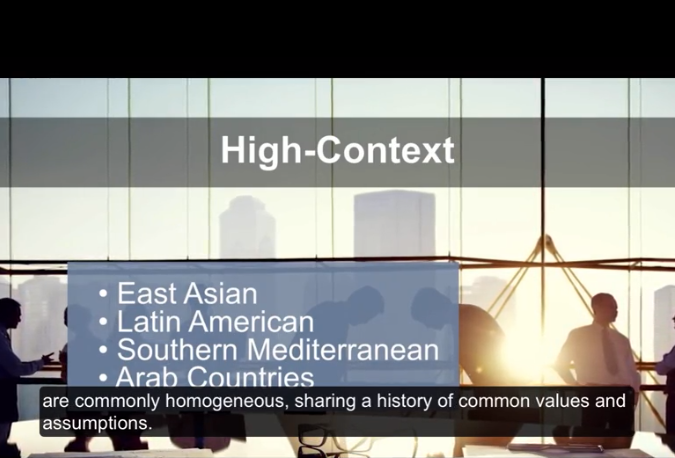 High-Context
• East Asian
• Latin American
• Southern Mediterranean
• Arab Countries
are commonly homogeneous, sharing a history of common values and
assumptions.